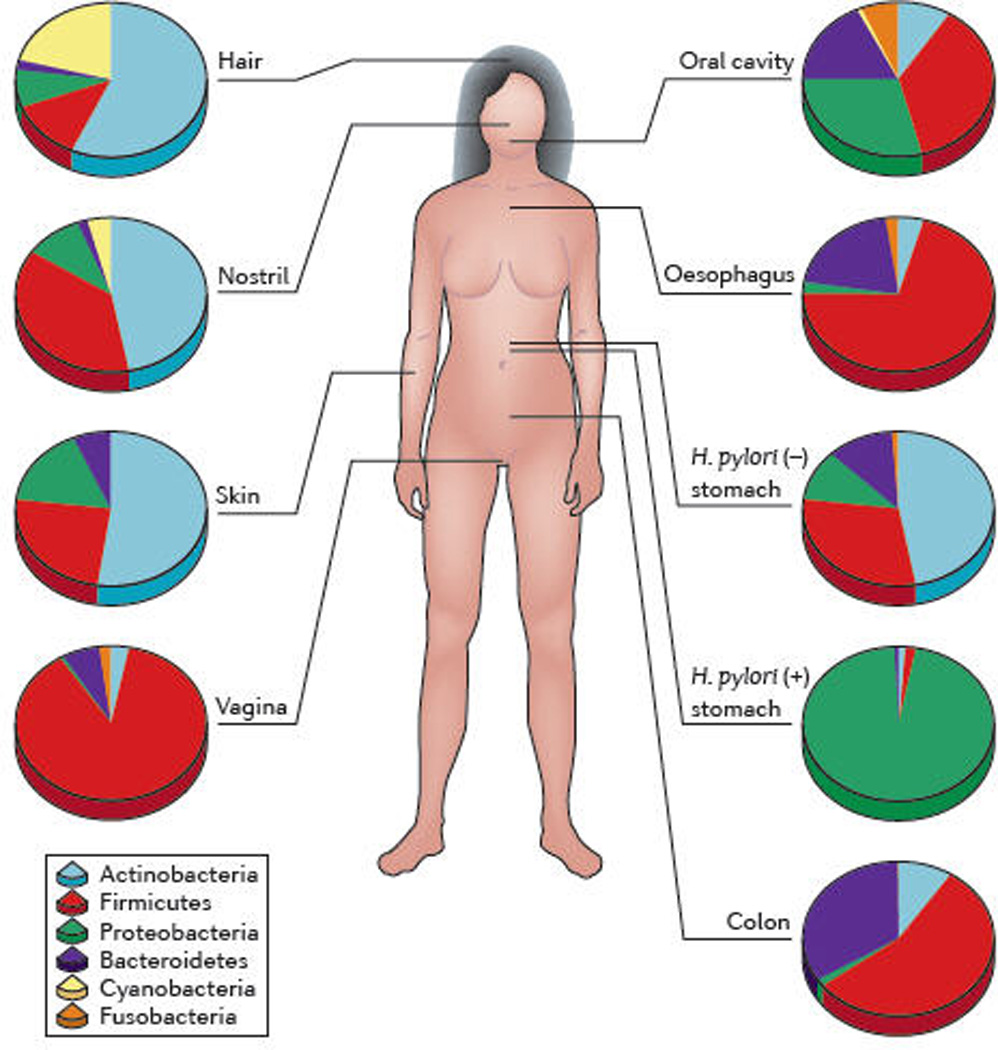 Hair
Oral cavity
Nostril
Oesophagus
Skin
H. pylori (–)
stomach
Vagina
H. pylori (+)
stomach
Colon
Actinobacteria
Firmicutes
Proteobacteria
Bacteroidetes
Cyanobacteria
Fusobacteria